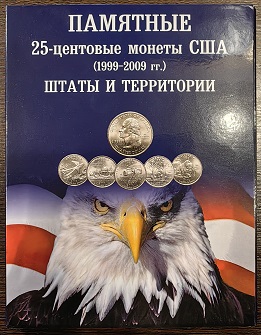 ПАМЯТНЫЕ
25-центовые монеты США
(1999-2009 гг.)
ШТАТЫ И ТЕРРИТОРИИ